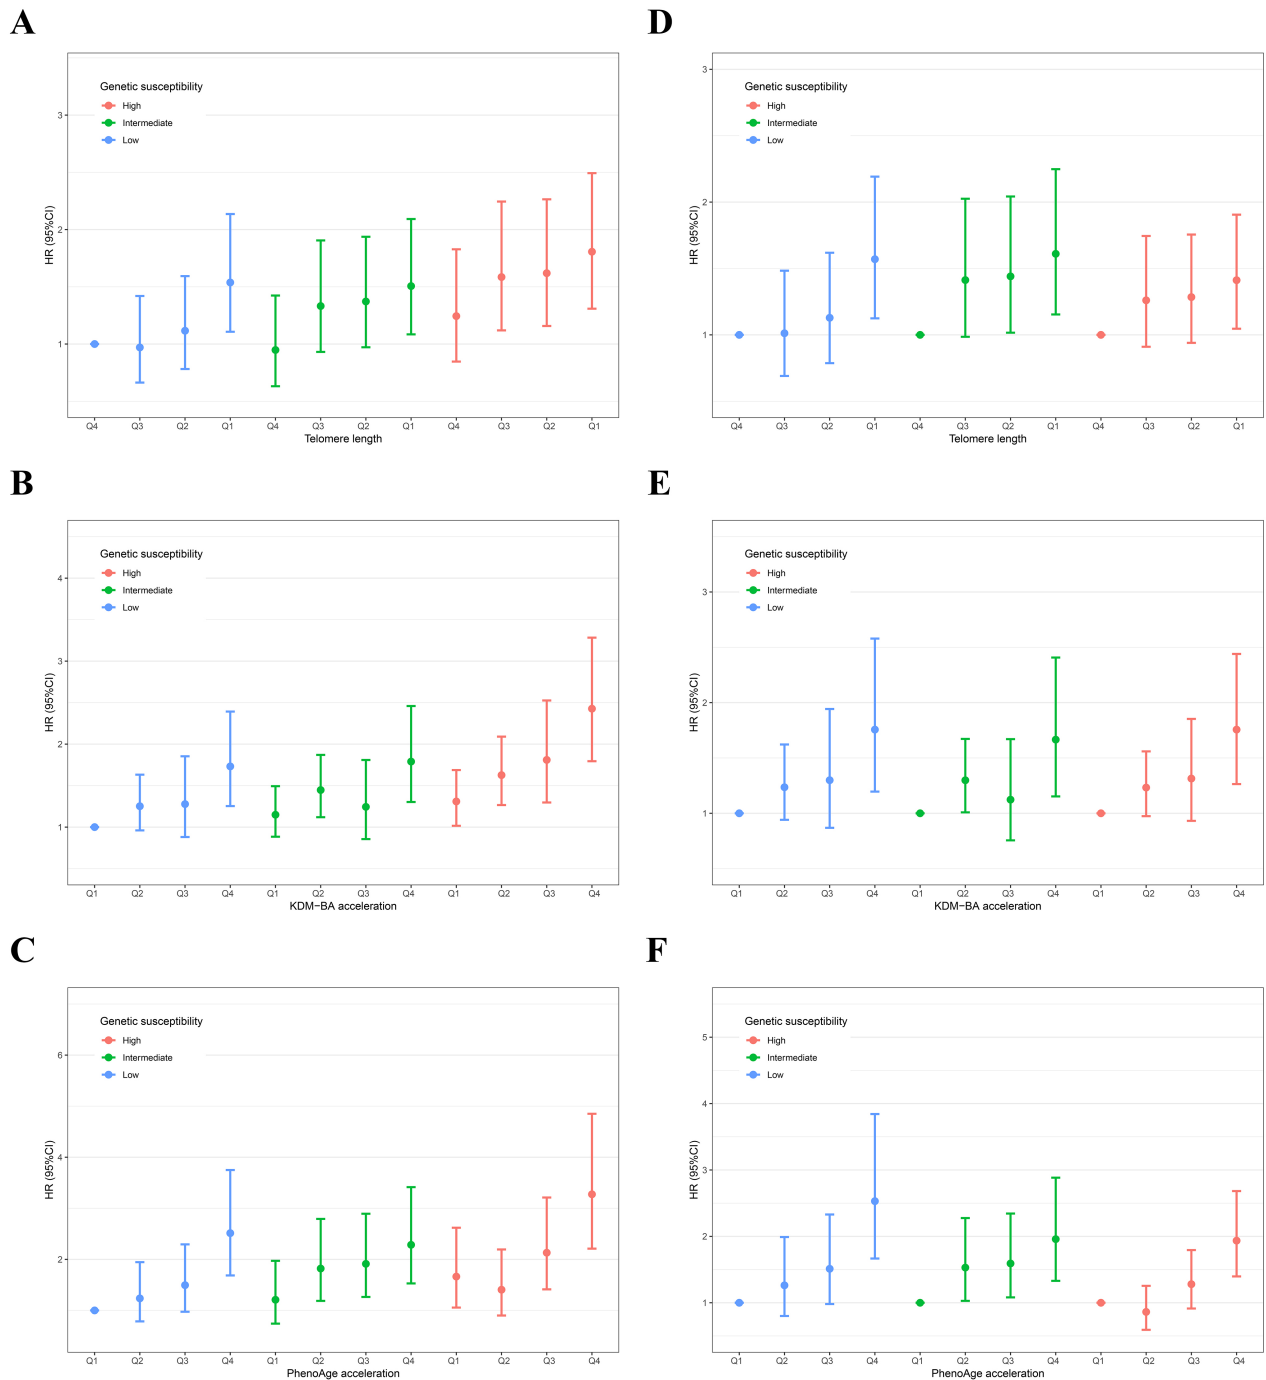 A
Genetic susceptibility
High
Intermediate
Low
HR (95%CI)
3
2
1
Q4 Q3 Q2 Q1 Q4 Q3 Q2 Q1 Q4 Q3 Q2 Q1
Telomere length
D
Genetic susceptibility
High
Intermediate
Low
HR (95%CI)
3
2
1
Q4 Q3 Q2 Q1 Q4 Q3 Q2 Q1 Q4 Q3 Q2 Q1
Telomere length
B
Genetic susceptibility
High
Intermediate
Low
HR (95%CI)
4
3
2
1
Q1 Q2 Q3 Q4 Q1 Q2 Q3 Q4 Q1 Q2 Q3 Q4
KDM−BA acceleration
E
Genetic susceptibility
High
Intermediate
Low
HR (95%CI)
3
2
1
Q1 Q2 Q3 Q4 Q1 Q2 Q3 Q4 Q1 Q2 Q3 Q4
KDM−BA acceleration
C
Genetic susceptibility
High
Intermediate
Low
HR (95%CI)
6
4
2
Q1 Q2 Q3 Q4 Q1 Q2 Q3 Q4 Q1 Q2 Q3 Q4
PhenoAge acceleration
F
Genetic susceptibility
High
Intermediate
Low
HR (95%CI)
5
4
3
2
1
Q1 Q2 Q3 Q4 Q1 Q2 Q3 Q4 Q1 Q2 Q3 Q4
PhenoAge acceleration